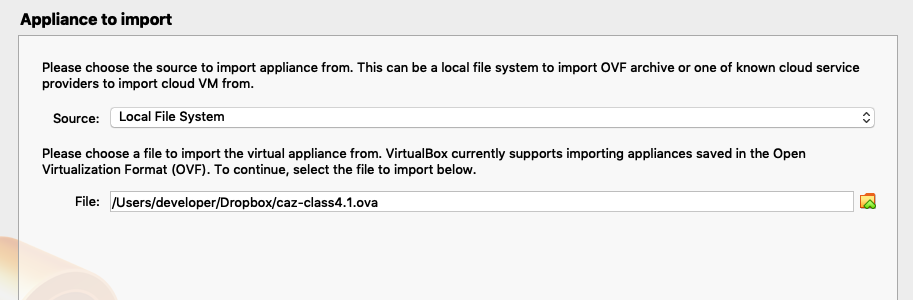 Appliance to import
Please choose the source to import appliance from. This can be a local file system to import OVF archive or one of known cloud service
providers to import cloud VM from.
Source: Local File System
Please choose a file to import the virtual appliance from. VirtualBox currently supports importing appliances saved in the Open
Virtualization Format (OVF). To continue, select the file to import below.
File: /Users/developer/Dropbox/caz-class4.1.ova